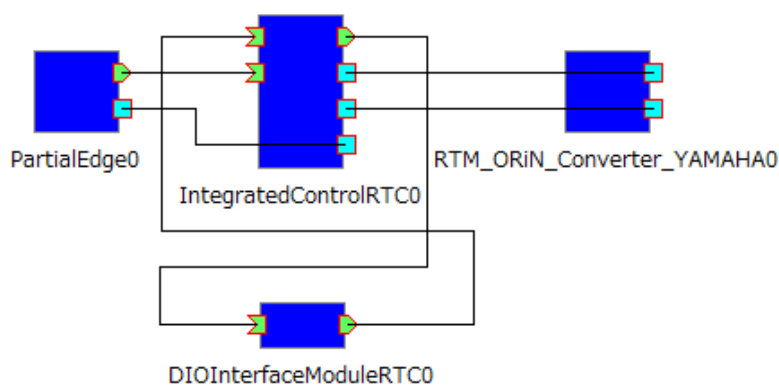 PartialEdge0
IntegratedControlRTC0
RTM_ORiN_Converter_YAMAHA0
DIOInterfaceModuleRTC0